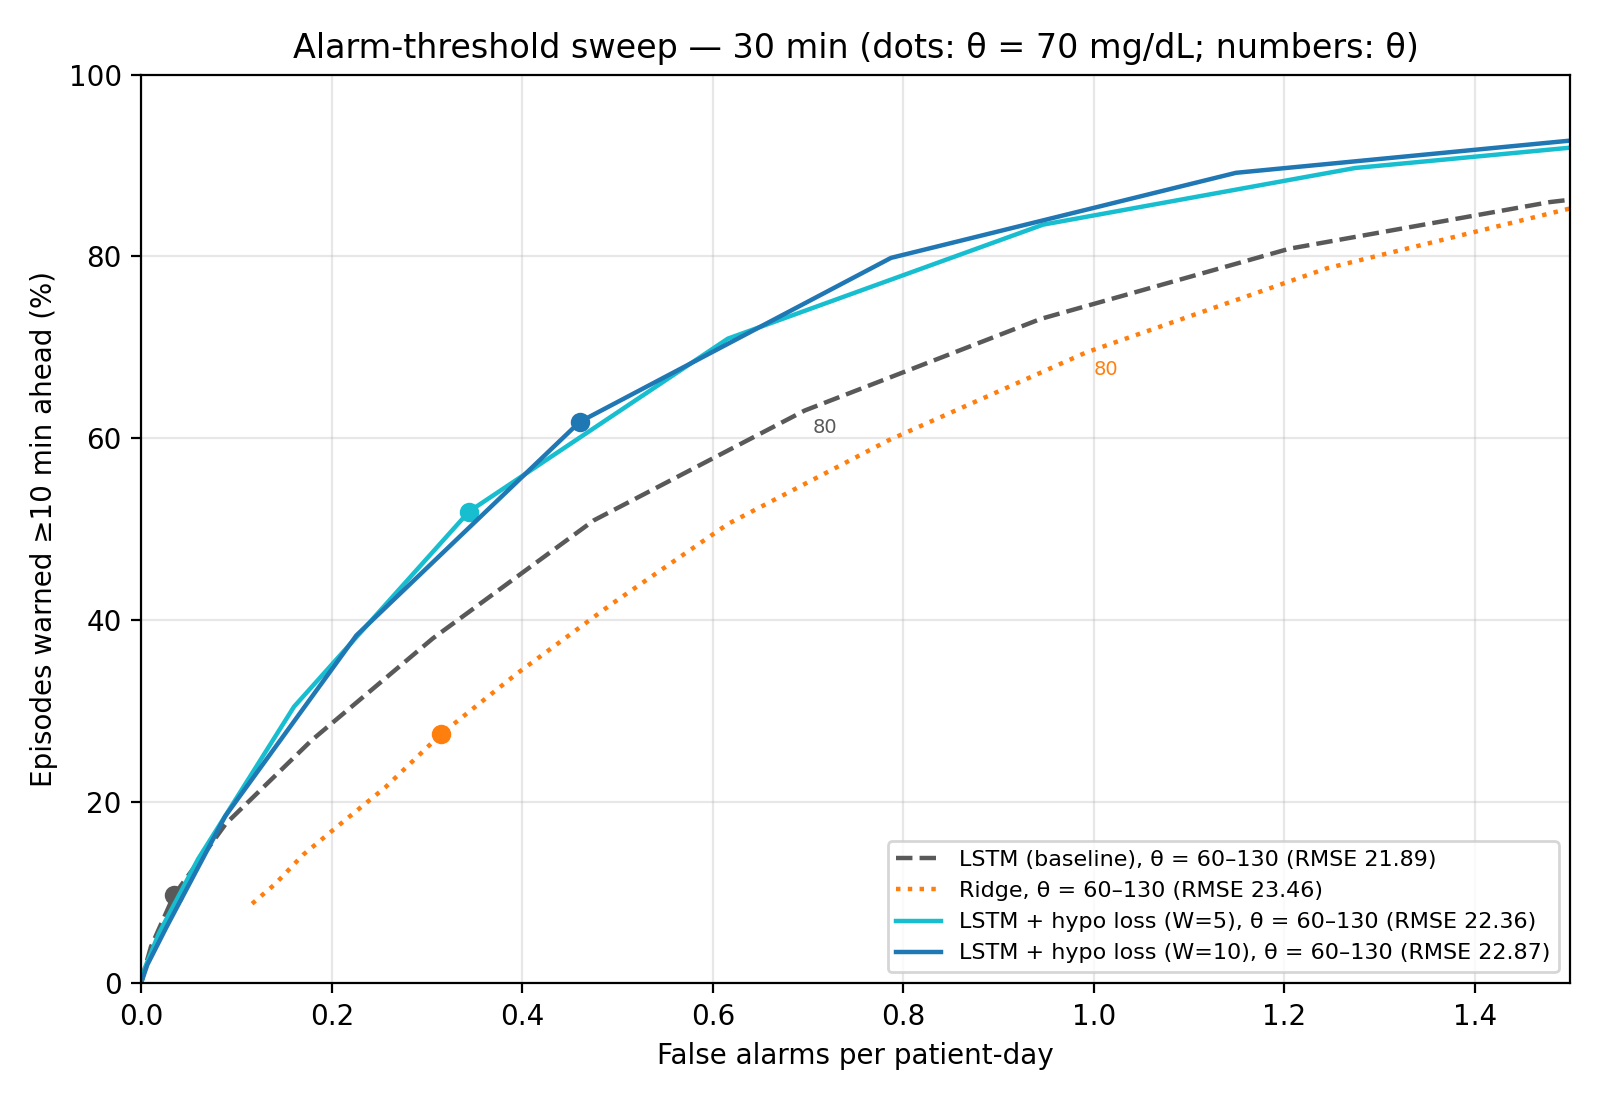 Alarm-threshold sweep — 30 min (dots: θ = 70 mg/dL; numbers: θ)
Episodes warned ≥10 min ahead (%)
100
80
60
40
20
0
80
80
LSTM (baseline), θ = 60–130 (RMSE 21.89)
Ridge, θ = 60–130 (RMSE 23.46)
LSTM + hypo loss (W=5), θ = 60–130 (RMSE 22.36)
LSTM + hypo loss (W=10), θ = 60–130 (RMSE 22.87)
0.0 0.2 0.4 0.6 0.8 1.0 1.2 1.4
False alarms per patient-day